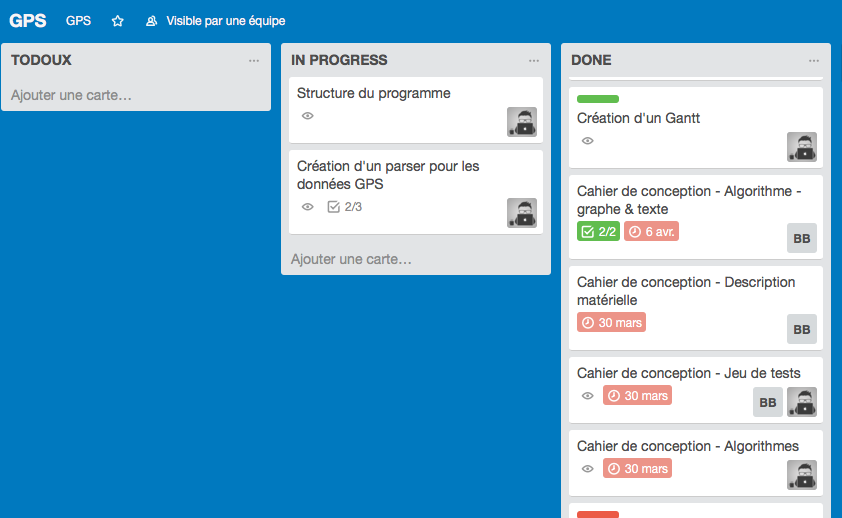 GPS GPS Visible par une équipe
TODOUX
Ajouter une carte...
IN PROGRESS
Structure du programme
Création d'un parser pour les
données GPS
2/3
Ajouter une carte...
DONE
Création d'un Gantt
Cahier de conception - Algorithme -
graphe & texte
2/2 6 avr.
BB
Cahier de conception - Description
matérielle
30 mars
BB
Cahier de conception - Jeu de tests
30 mars
BB
Cahier de conception - Algorithmes
30 mars